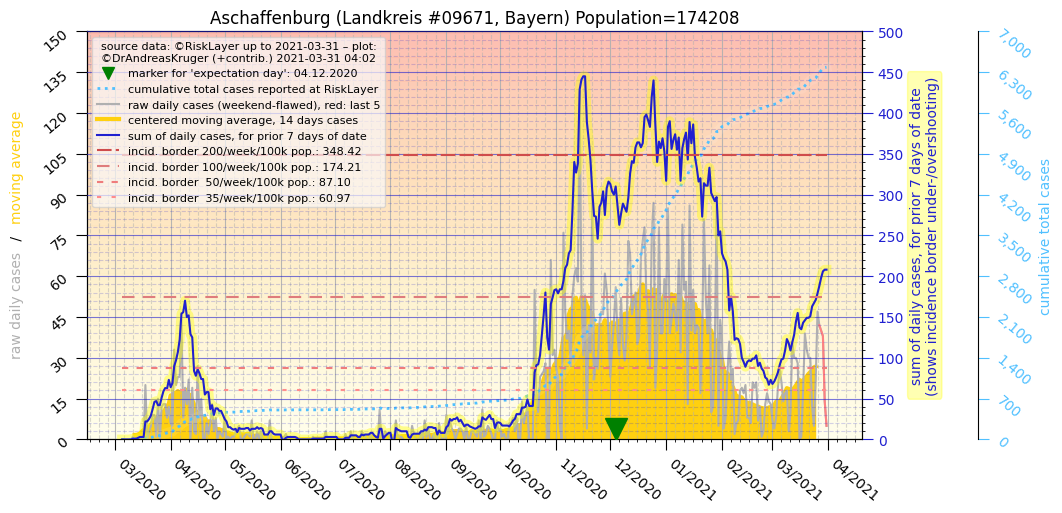 Aschaffenburg (Landkreis #09671, Bayern) Population=174208
source data: ©RiskLayer up to 2021-03-31 – plot:
©DrAndreasKruger (+contrib.) 2021-03-31 04:02
marker for 'expectation day': 04.12.2020
cumulative total cases reported at RiskLayer
raw daily cases (weekend-flawed), red: last 5
centered moving average, 14 days cases
sum of daily cases, for prior 7 days of date
incid. border 200/week/100k pop.: 348.42
incid. border 100/week/100k pop.: 174.21
incid. border  50/week/100k pop.: 87.10
incid. border  35/week/100k pop.: 60.97
raw daily cases  /  moving average
150
135
120
105
90
75
60
45
30
15
0
03/2020
04/2020
05/2020
06/2020
07/2020
08/2020
09/2020
10/2020
11/2020
12/2020
01/2021
02/2021
03/2021
04/2021
500
450
400
350
300
250
200
150
100
50
0
sum of daily cases, for prior 7 days of date
(shows incidence border under-/overshooting)
7,000
6,300
5,600
4,900
4,200
3,500
2,800
2,100
1,400
700
0
cumulative total cases